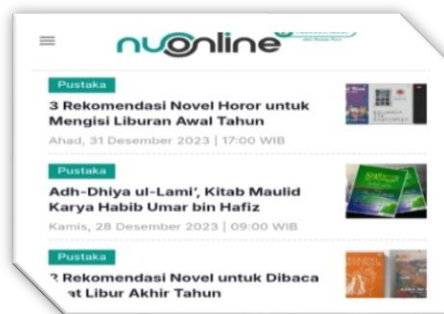 nuonline
Pustaka
3 Rekomendasi Novel Horor untuk
Mengisi Liburan Awal Tahun
Ahad, 31 Desember 2023 | 17:00 WIB
Pustaka
Adh-Dhiya ul-Lami', Kitab Maulid
Karya Habib Umar bin Hafiz
Kamis, 28 Desember 2023 | 09:00 WIB
Pustaka
Rekomendasi Novel untuk Dibaca
Libur Akhir Tahun